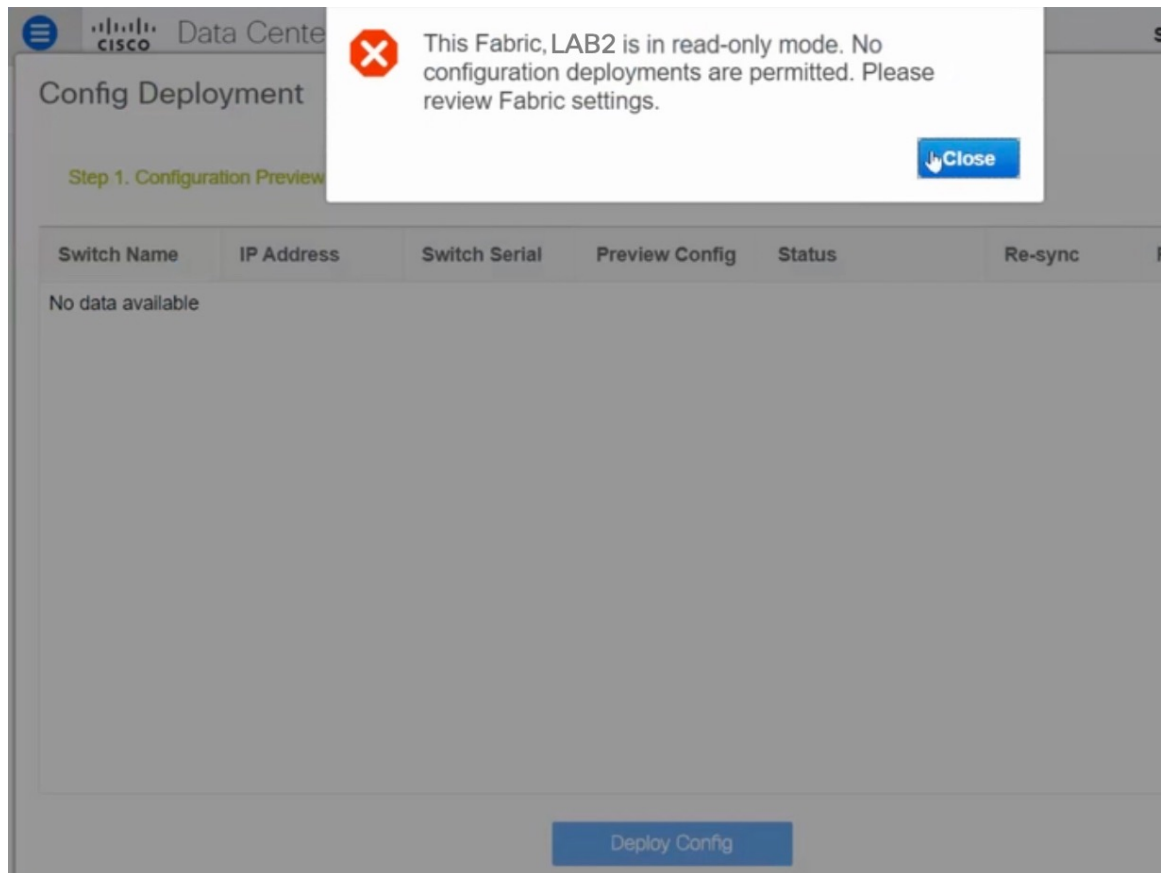 cisco Data Cente
This Fabric, LAB2 is in read-only mode. No
configuration deployments are permitted. Please
review Fabric settings.
Close
Config Deployment
Step 1. Configuration Preview
Switch Name IP Address Switch Serial Preview Config Status Re-sync
No data available
Deploy Config